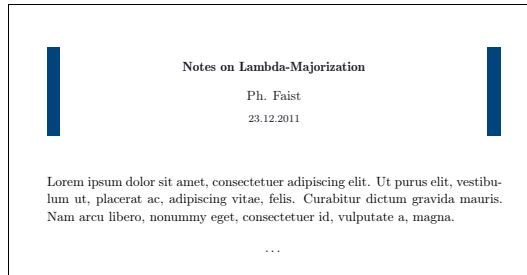 Notes on Lambda-Majorization
Ph. Faist
23.12.2011
Lorem ipsum dolor sit amet, consectetuer adipiscing elit. Ut purus elit, vestibu-
lum ut, placerat ac, adipiscing vitae, felis. Curabitur dictum gravida mauris.
Nam arcu libero, nonummy eget, consectetuer id, vulputate a, magna.
...